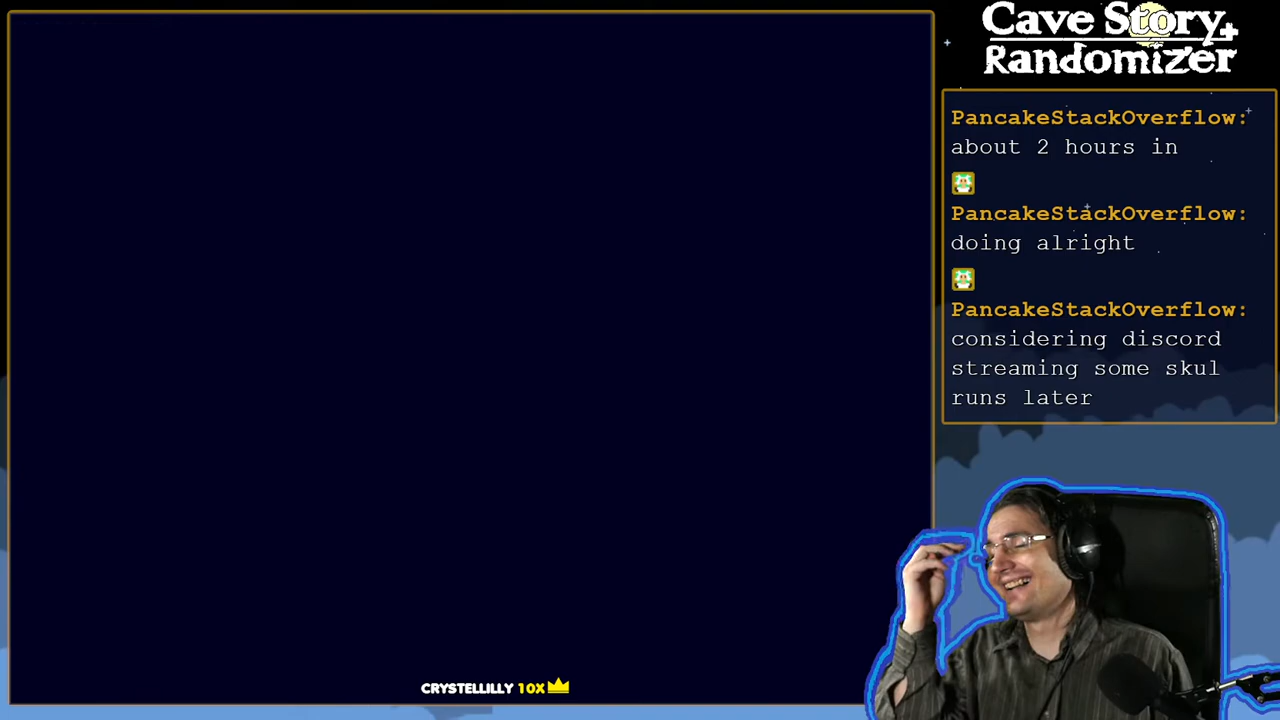 Cave Story+
Randomizer
PancakeStackOverflow:
about 2 hours in
PancakeStackOverflow:
doing alright
PancakeStackOverflow:
considering discord
streaming some skul
runs later
CRYSTELLILLY 10X